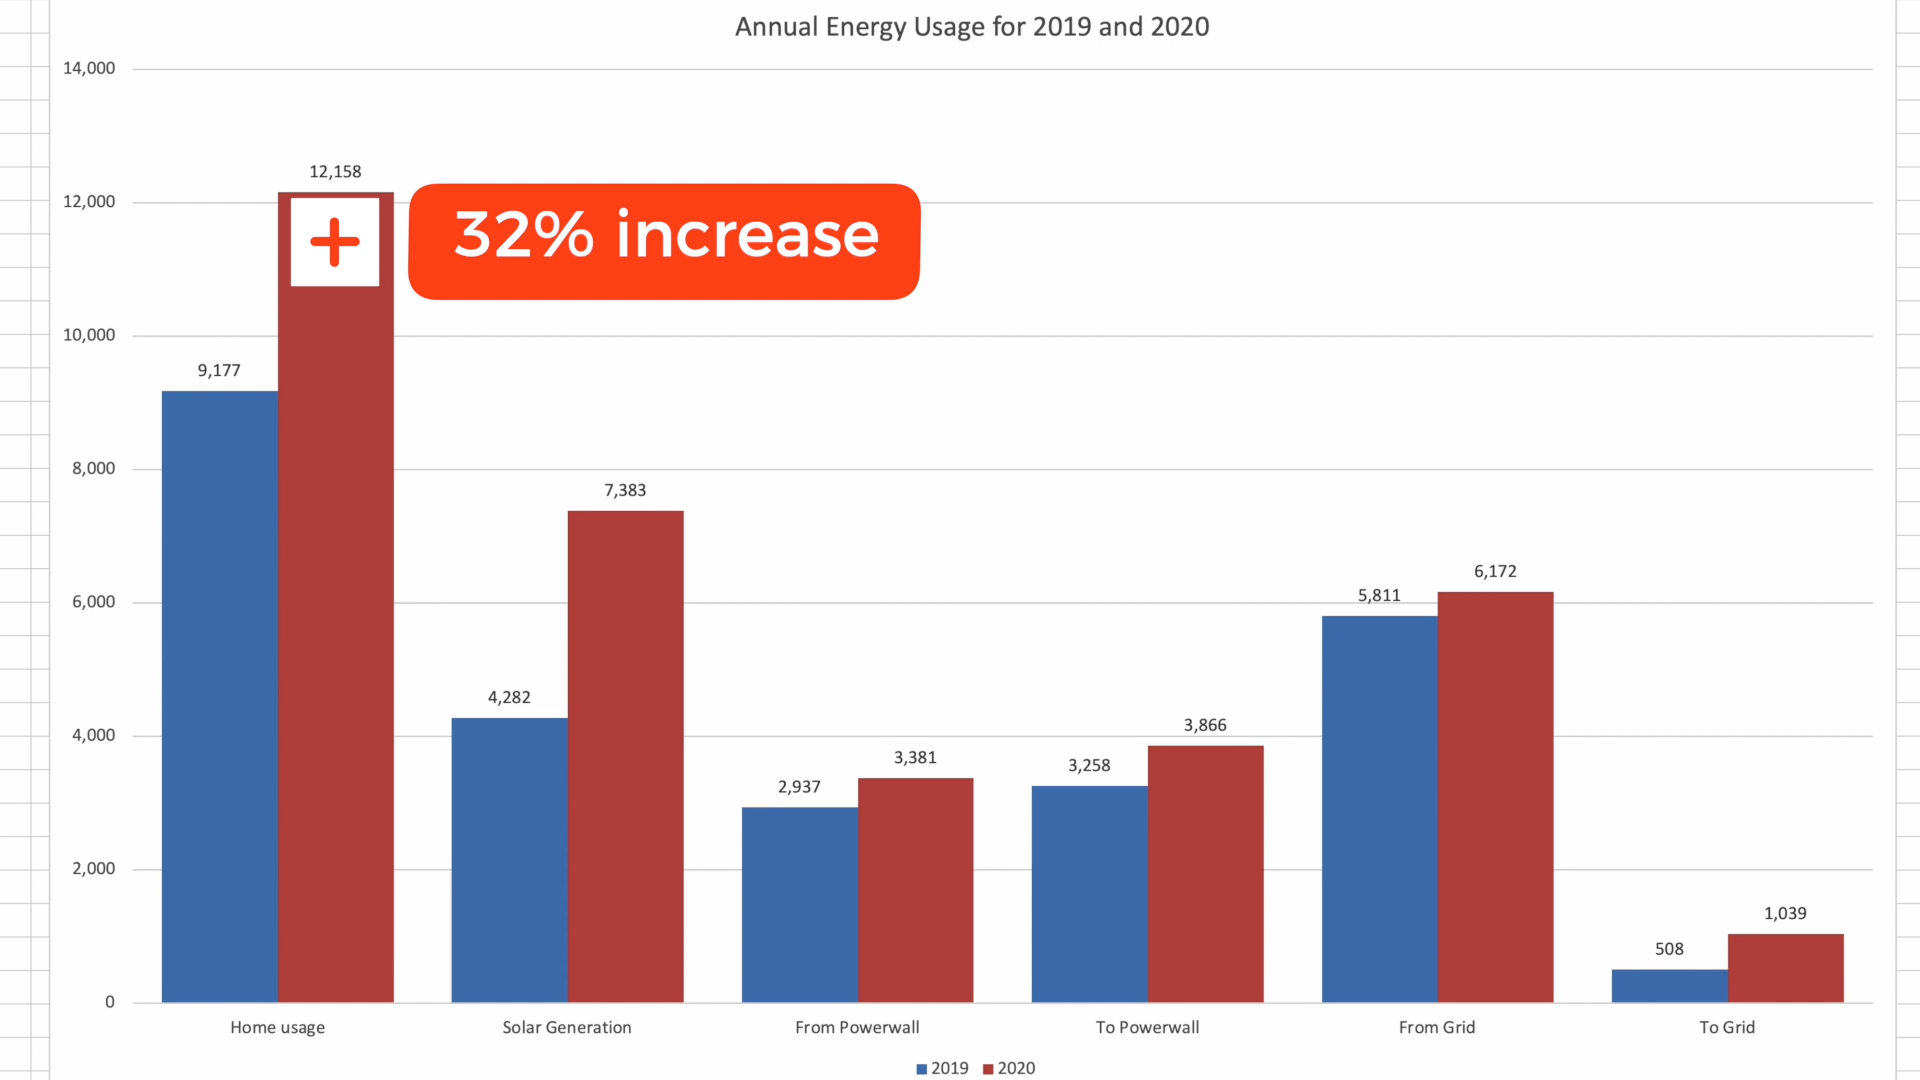 Annual Energy Usage for 2019 and 2020
14,000
12,000
10,000
8,000
6,000
4,000
2,000
0
12,158
+
32% increase
9,177
7,383
4,282
2,937
3,381
3,258
3,866
5,811
6,172
508
1,039
Home usage
Solar Generation
From Powerwall
To Powerwall
From Grid
To Grid
2019 2020